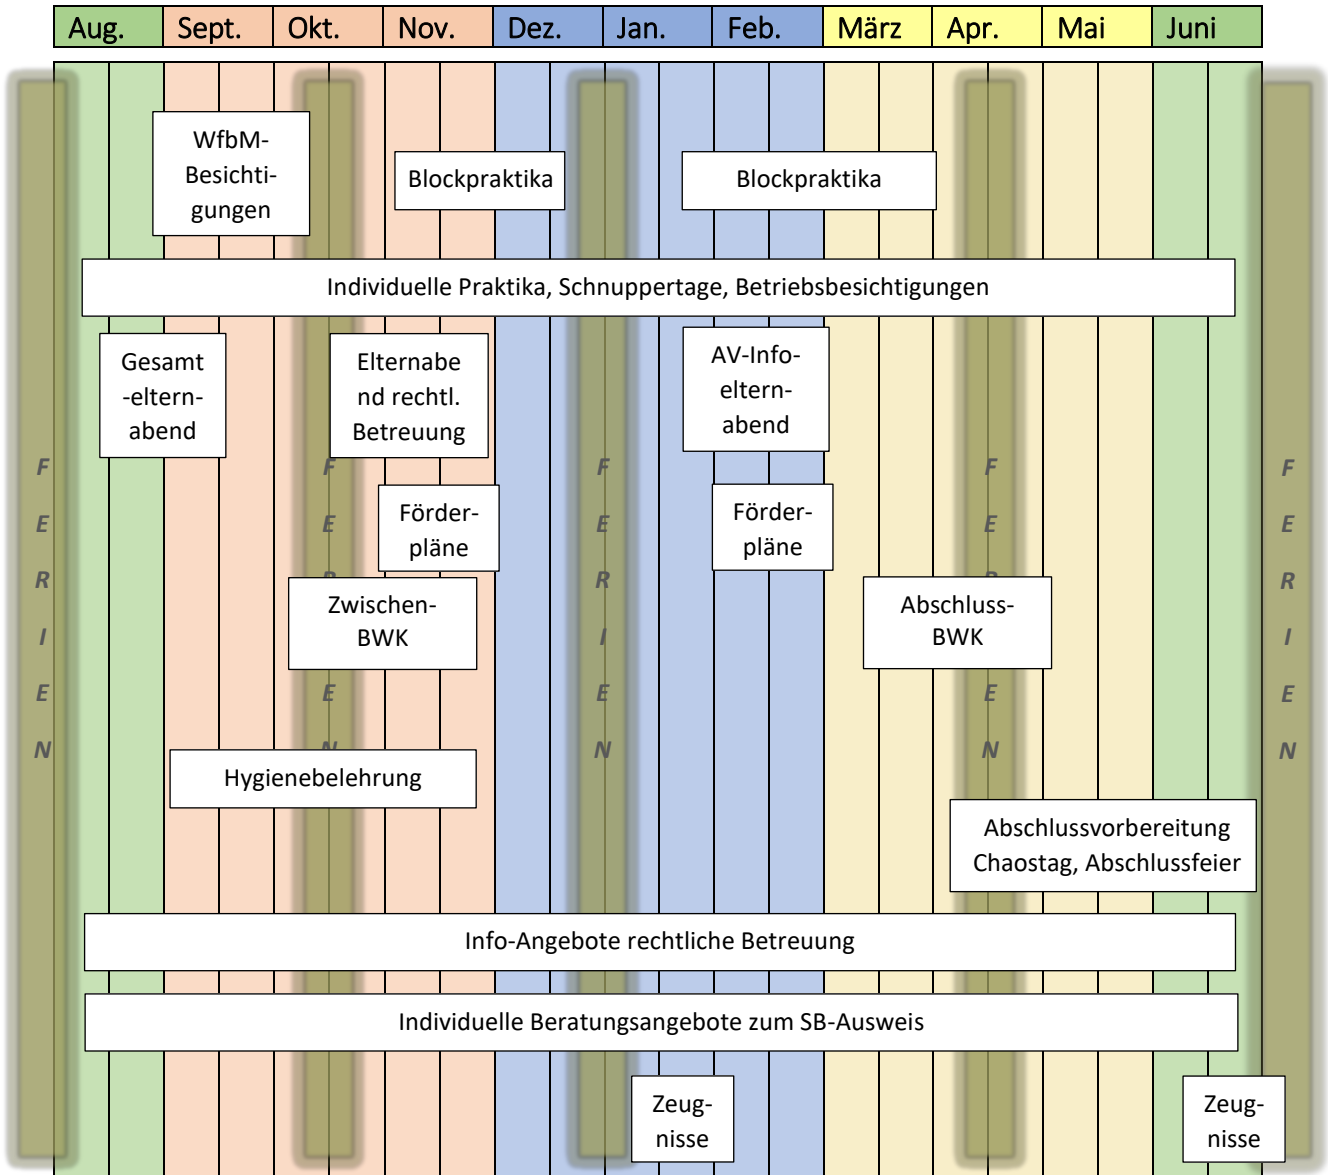 Aug. Sept. Okt. Nov. Dez. Jan. Feb. März Apr. Mai Juni
WfbM-
Besichti-
gungen
Blockpraktika
Blockpraktika
Individuelle Praktika, Schnuppertage, Betriebsbesichtigungen
Gesamt
-eltern-
abend
Elternabe
nd rechtl.
Betreuung
AV-Info-
eltern-
abend
Förder-
pläne
Förder-
pläne
Zwischen-
BWK
Abschluss-
BWK
Hygienebelehrung
Abschlussvorbereitung
Chaostag, Abschlussfeier
Info-Angebote rechtliche Betreuung
Individuelle Beratungsangebote zum SB-Ausweis
Zeug-
nisse
Zeug-
nisse
F
E
R
I
E
N
F
E
R
E
N
F
E
R
I
E
N
F
E
R
E
N
F
E
R
I
E
N